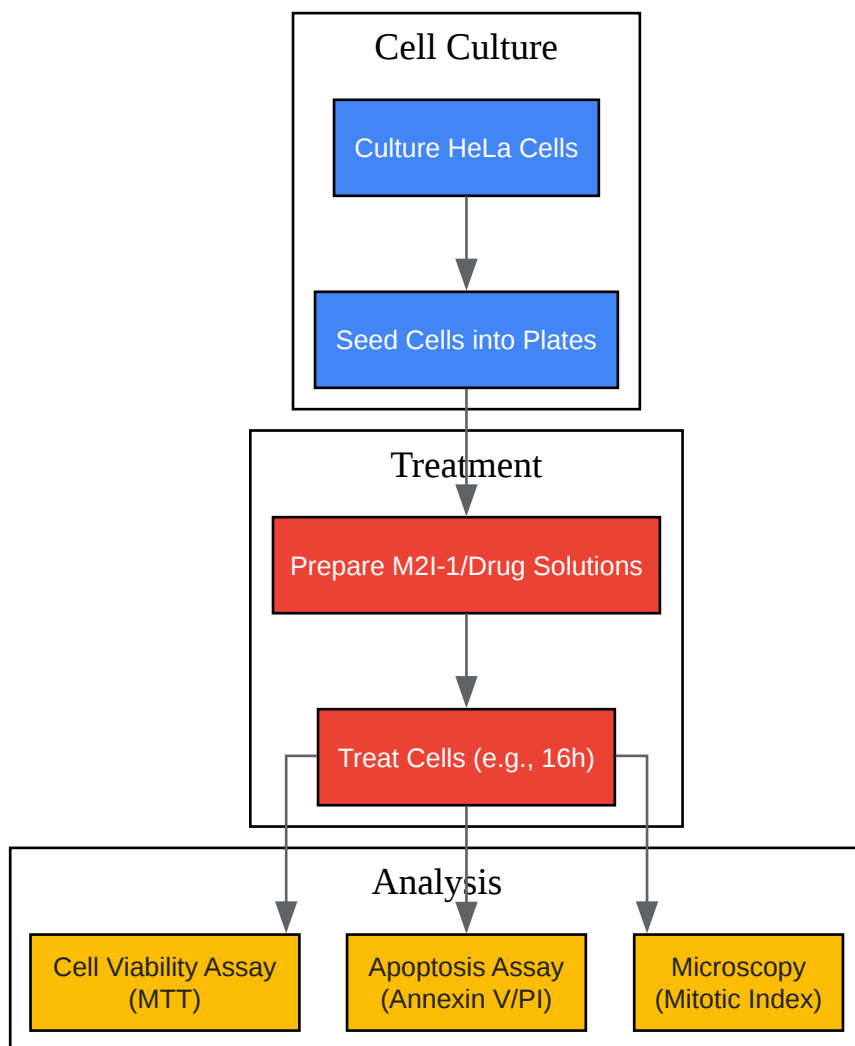 Cell Culture
Culture HeLa Cells
Seed Cells into Plates
Treatment
Prepare M2I-1/Drug Solutions
Treat Cells (e.g., 16h)
Analysis
Cell Viability Assay
(MTT)
Apoptosis Assay
(Annexin V/PI)
Microscopy
(Mitotic Index)